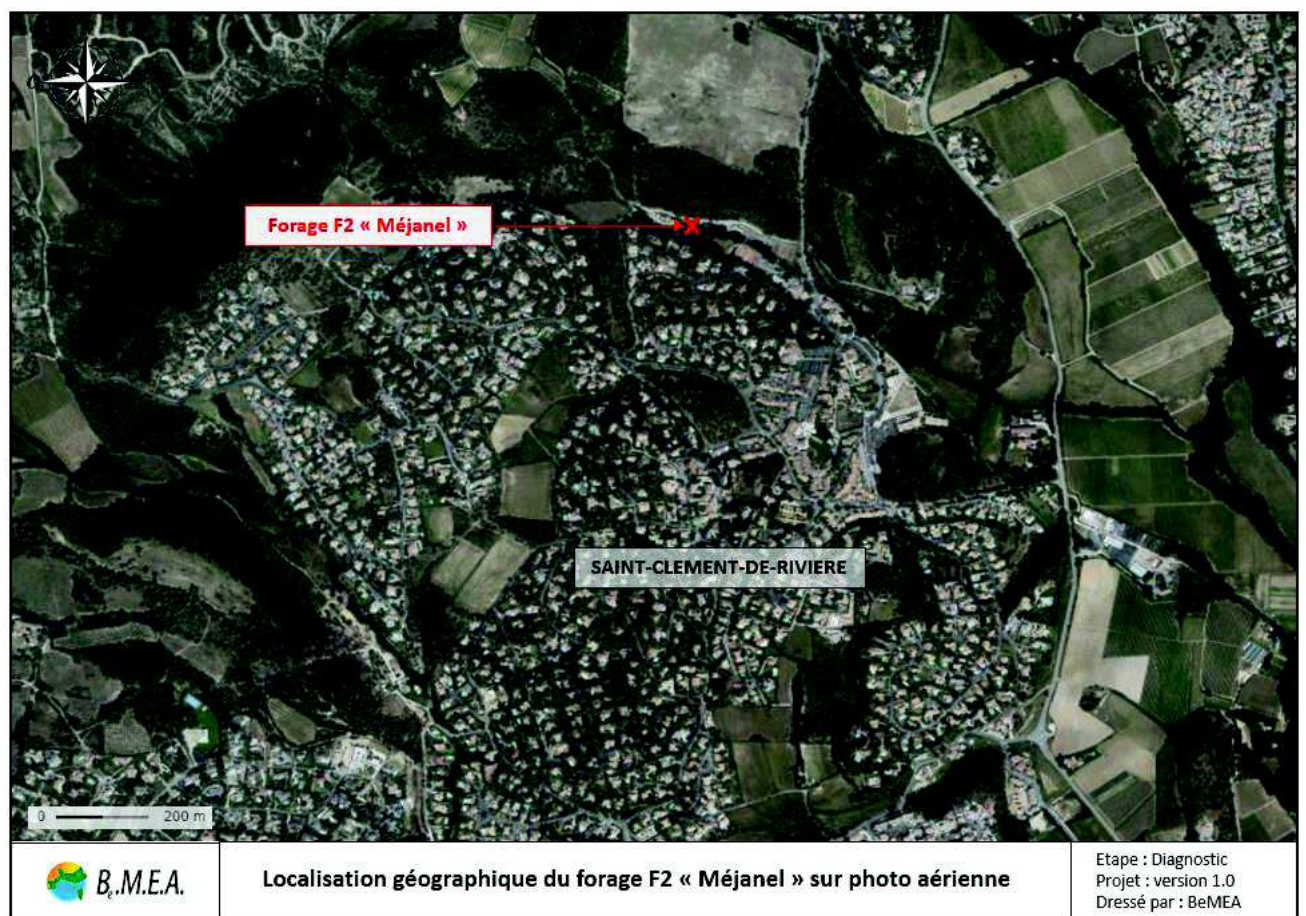 Forage F2 « Méjanel »
SAINT-CLEMENT-DE-RIVIERE
0 200 m
B.M.E.A.
Localisation géographique du forage F2 « Méjanel » sur photo aérienne
Etape : Diagnostic
Projet : version 1.0
Dressé par : BeMEA